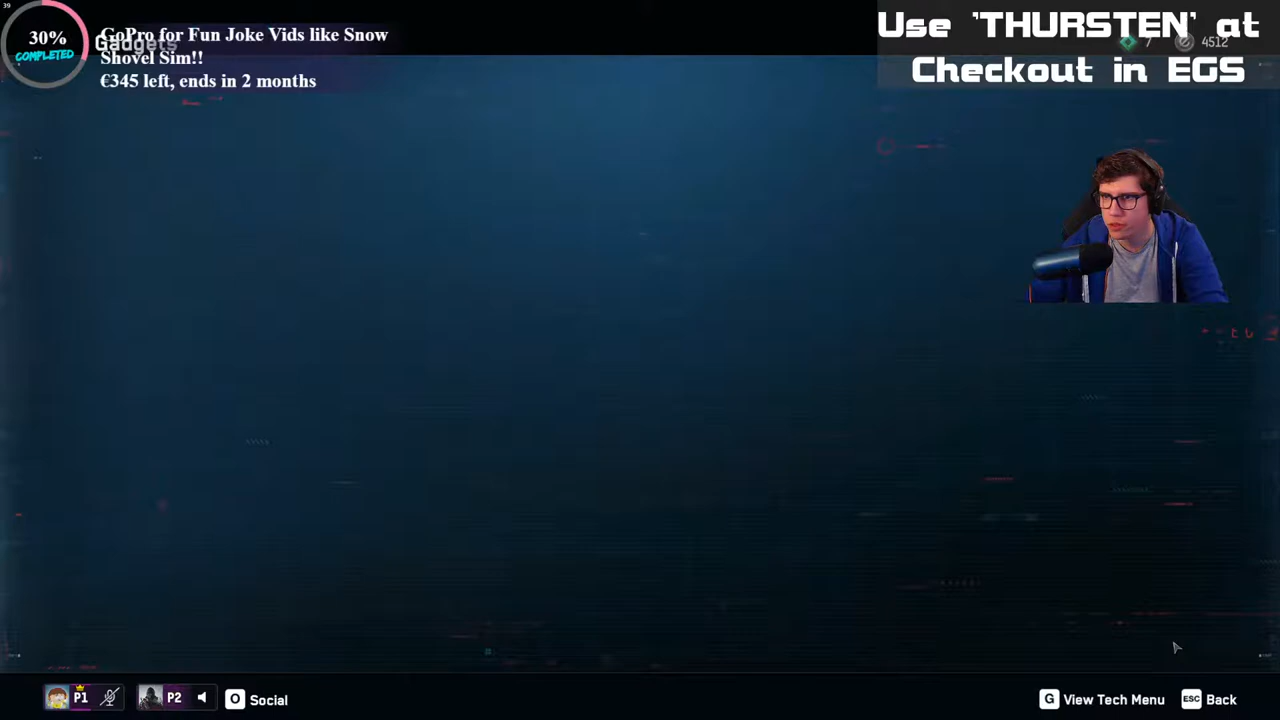 39
30%
COMPLETED
Gadgets
GoPro for Fun Joke Vids like Snow
Shovel Sim!!
€345 left, ends in 2 months
Use 'THURSTEN' at
Checkout in EGS
7
4512
P1
P2
O Social
G View Tech Menu
ESC Back